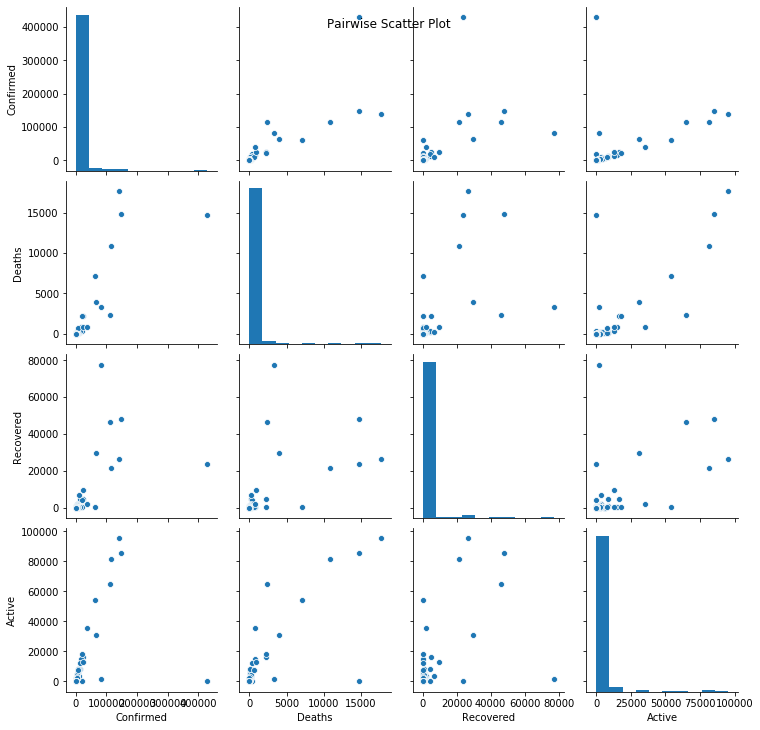 Pairwise Scatter Plot
400000
300000
200000
100000
0
Confirmed
15000
10000
5000
0
Deaths
80000
60000
40000
20000
0
Recovered
100000
80000
60000
40000
20000
0
Active
0 100000 200000 300000 400000
0 5000 10000 15000
0 20000 40000 60000 80000
0 25000 50000 75000 100000
Confirmed Deaths Recovered Active